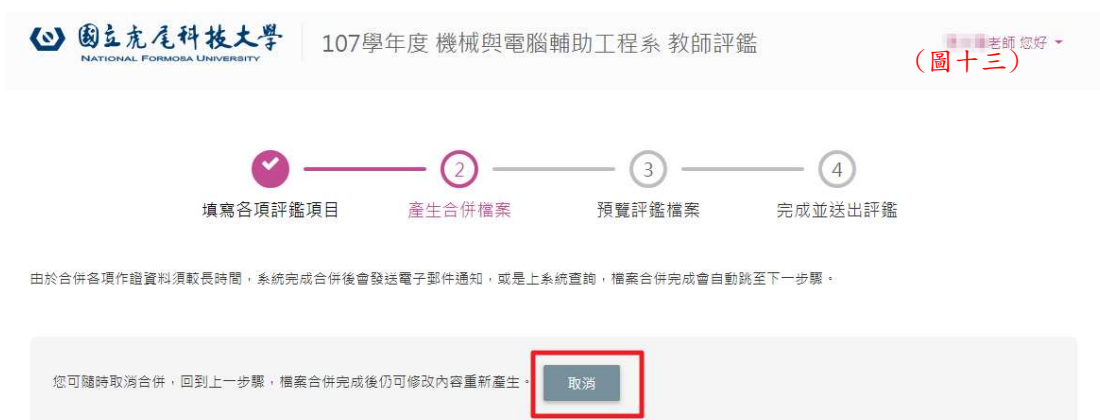 國立虎尾科技大學
NATIONAL FORMOSA UNIVERSITY
107學年度 機械與電腦輔助工程系 教師評鑑
老師 您好
(圖十三)
2
3
4
填寫各項評鑑項目
產生合併檔案
預覽評鑑檔案
完成並送出評鑑
由於合併各項作證資料須較長時間，系統完成合併後會發送電子郵件通知，或是上系統查詢，檔案合併完成會自動跳至下一步驟。
您可隨時取消合併，回到上一步驟，檔案合併完成後仍可修改內容重新產生。
取消